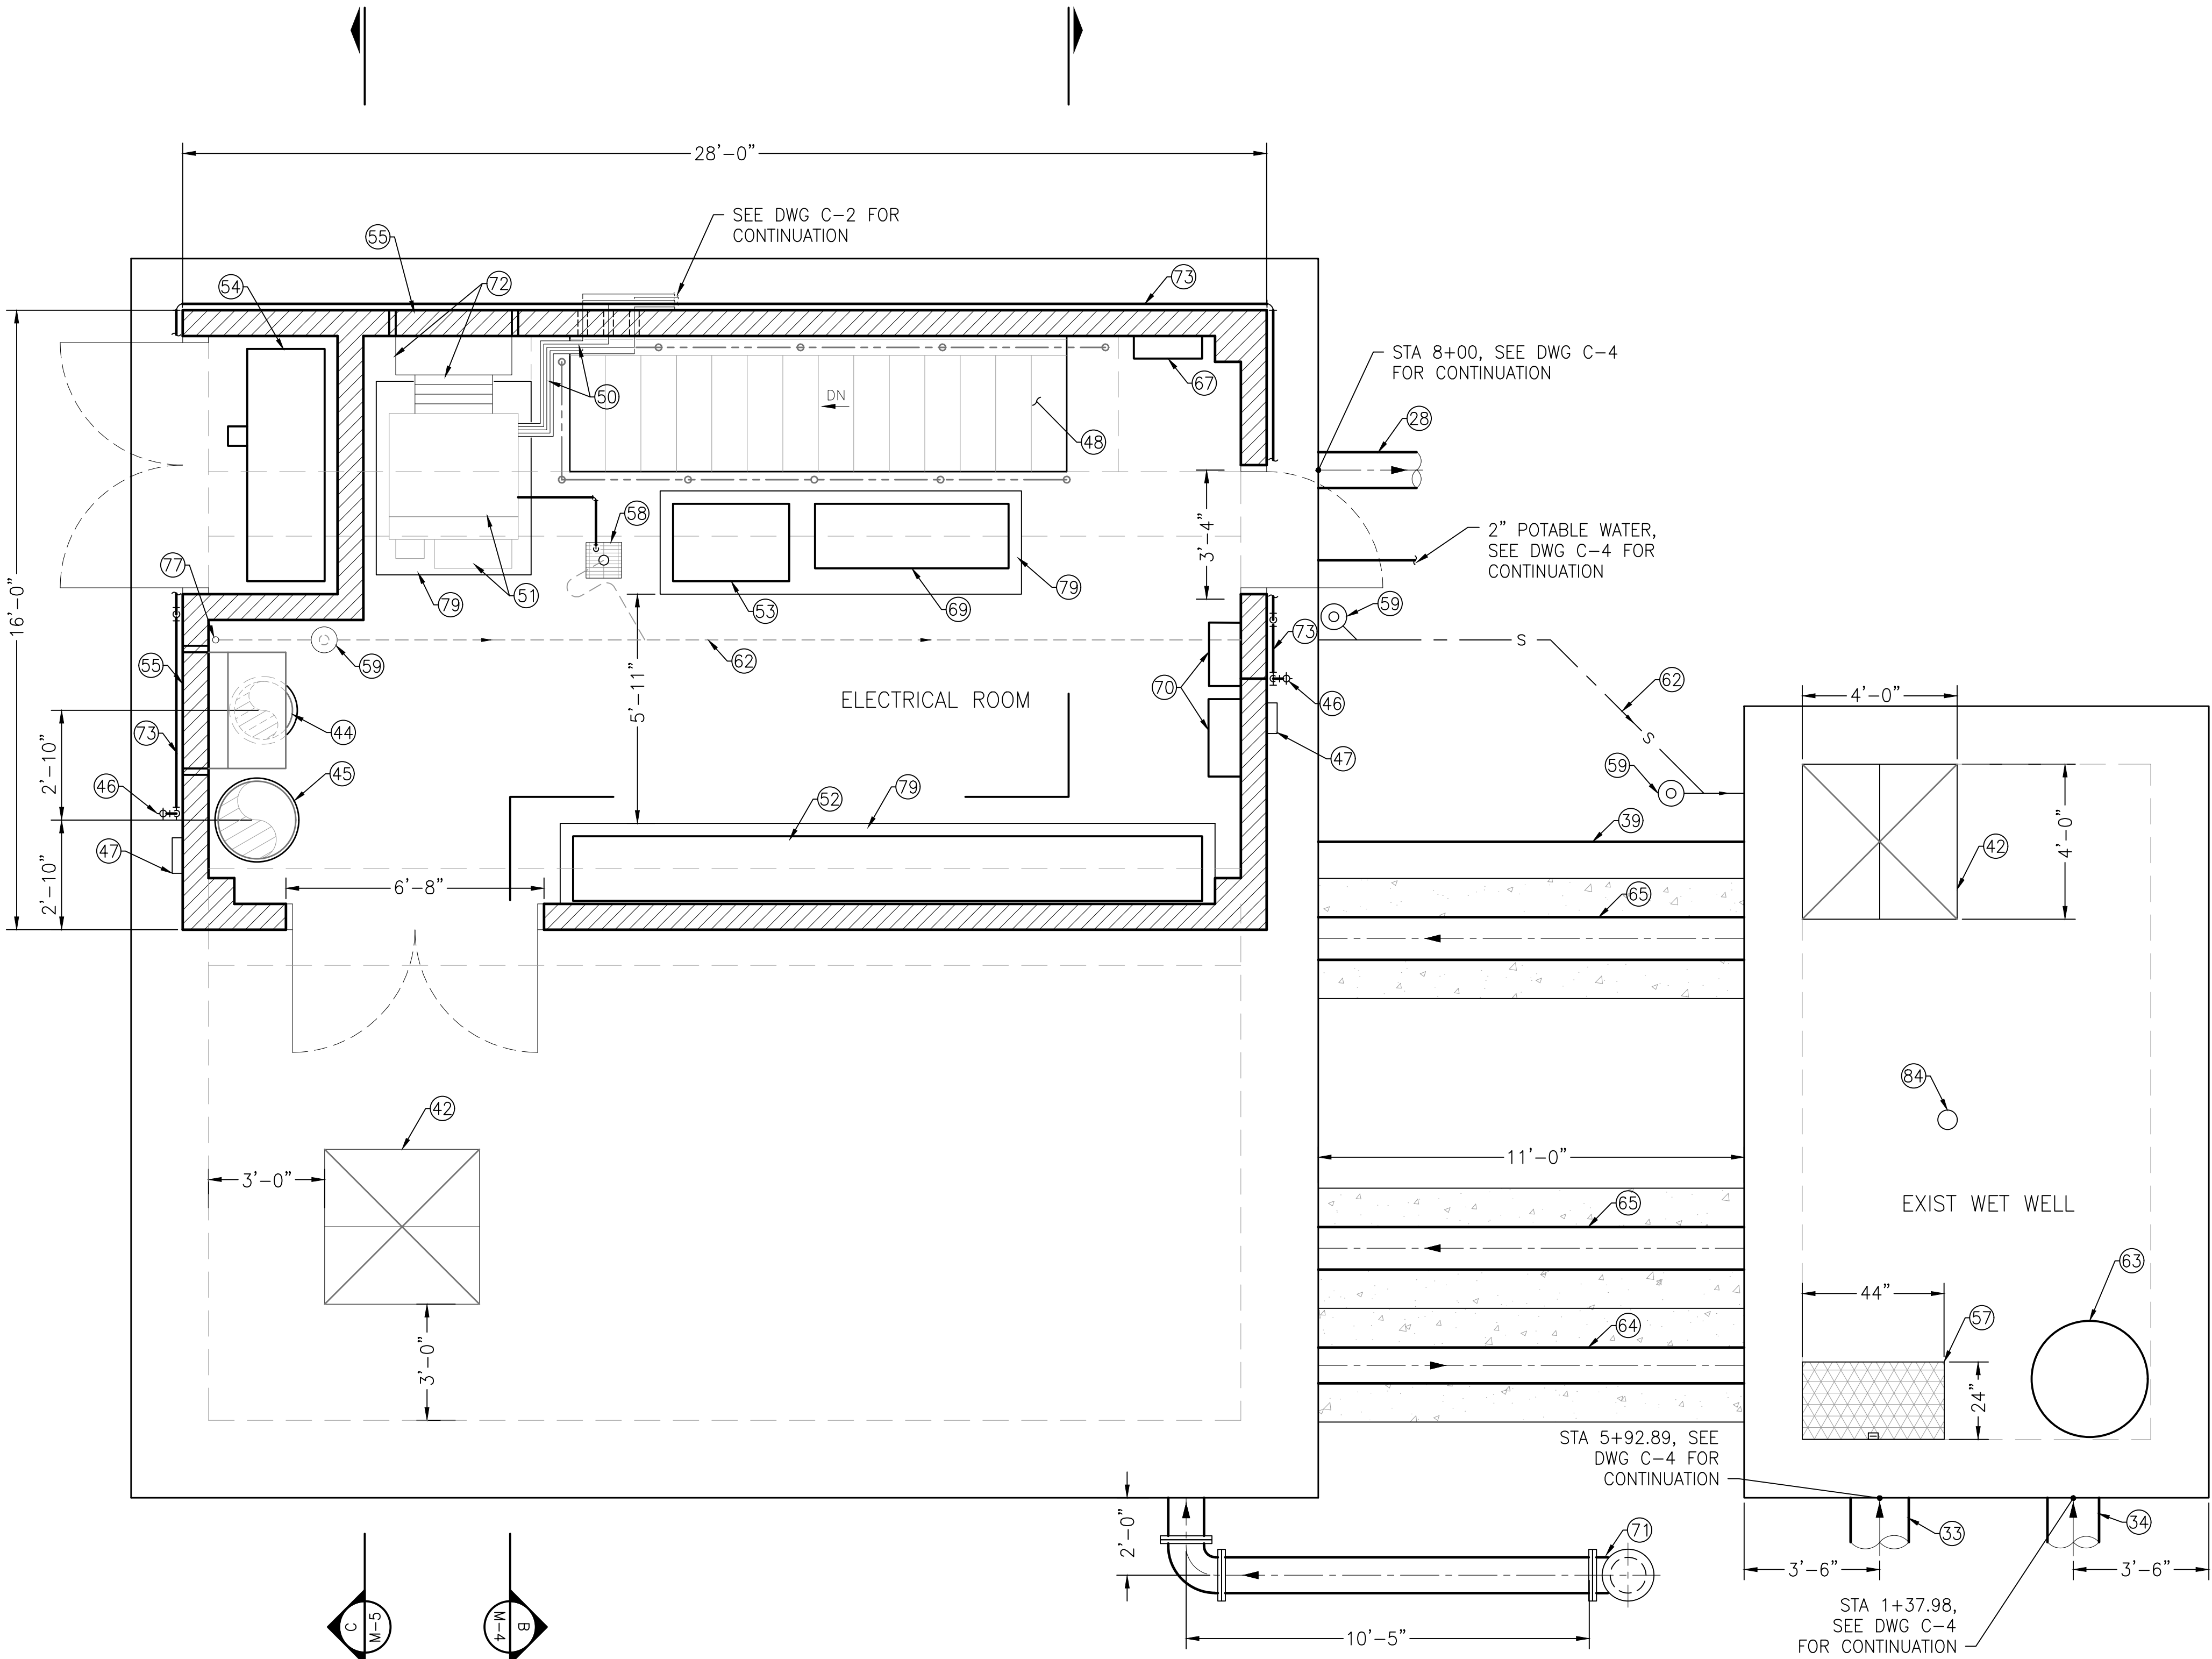 28'-0"
SEE DWG C-2 FOR
CONTINUATION
55
54
72
73
STA 8+00, SEE DWG C-4
FOR CONTINUATION
50
67
DN
48
28
58
3'-4"
2" POTABLE WATER,
SEE DWG C-4 FOR
CONTINUATION
77
79
51
53
69
79
59
16'-0"
59
62
73
S
55
5'-11"
ELECTRICAL ROOM
70
46
62
4'-0"
73
44
2'-10"
45
47
S
59
46
52
79
39
42
4'-0"
47
2'-10"
6'-8"
65
84
42
3'-0"
11'-0"
65
EXIST WET WELL
63
44"
57
64
3'-0"
24"
STA 5+92.89, SEE
DWG C-4 FOR
CONTINUATION
2'-0"
71
33
34
3'-6"
3'-6"
C
M-5
B
M-4
10'-5"
STA 1+37.98,
SEE DWG C-4
FOR CONTINUATION